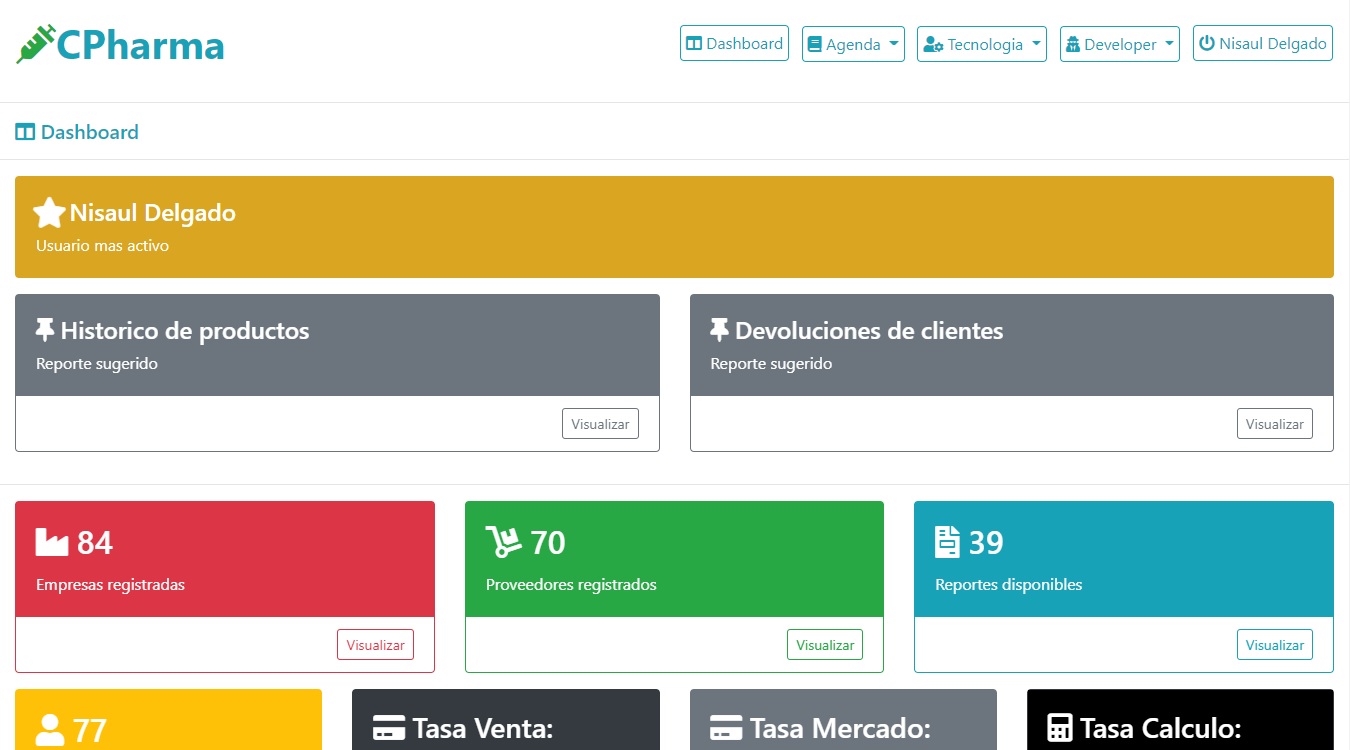 CPharma
Dashboard Agenda Tecnologia Developer Nisaul Delgado
Dashboard
Nisaul Delgado
Usuario mas activo
Historico de productos
Reporte sugerido
Visualizar
Devoluciones de clientes
Reporte sugerido
Visualizar
84
Empresas registradas
Visualizar
70
Proveedores registrados
Visualizar
39
Reportes disponibles
Visualizar
77
Tasa Venta:
Tasa Mercado:
Tasa Calculo: